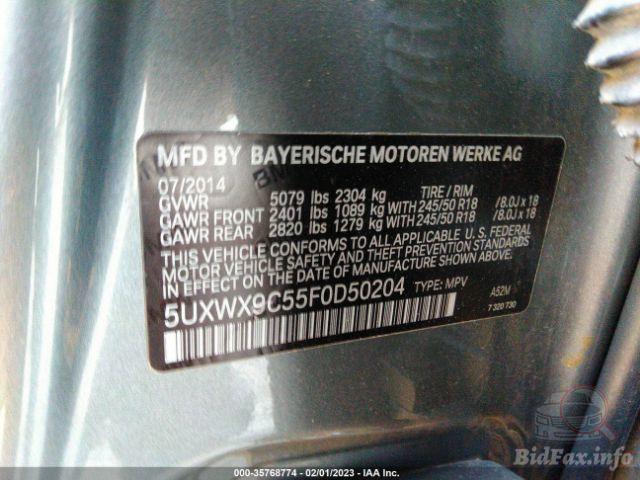 MFD BY BAYERISCHE MOTOREN WERKE AG
07/2014
GVWR 5079 lbs 2304 kg TIRE / RIM
GAWR FRONT 2401 lbs 1089 kg WITH 245/50 R18 /8.0J x 18
GAWR REAR 2820 lbs 1279 kg WITH 245/50 R18 /8.0J x 18
THIS VEHICLE CONFORMS TO ALL APPLICABLE U. S. FEDERAL
MOTOR VEHICLE SAFETY AND THEFT PREVENTION STANDARDS
IN EFFECT ON THE DATE OF MANUFACTURE SHOWN ABOVE.
5UXWX9C55F0D50204 TYPE: MPV A52M
7 320 730
000-35768774 - 02/01/2023 - IAA Inc.
BidFax.info